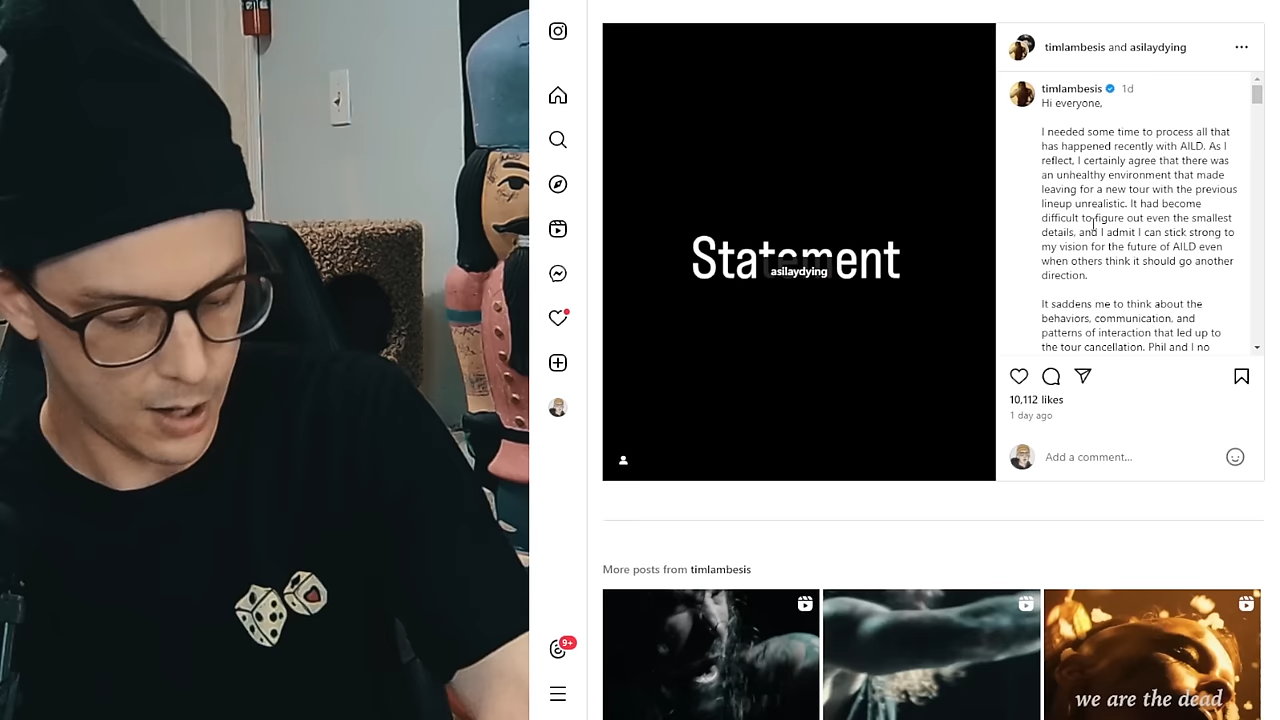 Statement
asilaydying
timlambesis and asilaydying
timlambesis 1d
Hi everyone,
I needed some time to process all that
has happened recently with AILD. As I
reflect, I certainly agree that there was
an unhealthy environment that made
leaving for a new tour with the previous
lineup unrealistic. It had become
difficult to figure out even the smallest
details, and I admit I can stick strong to
my vision for the future of AILD even
when others think it should go another
direction.
It saddens me to think about the
behaviors, communication, and
patterns of interaction that led up to
the tour cancellation. Phil and I no
10,112 likes
1 day ago
Add a comment...
9+
More posts from timlambesis
we are the dead